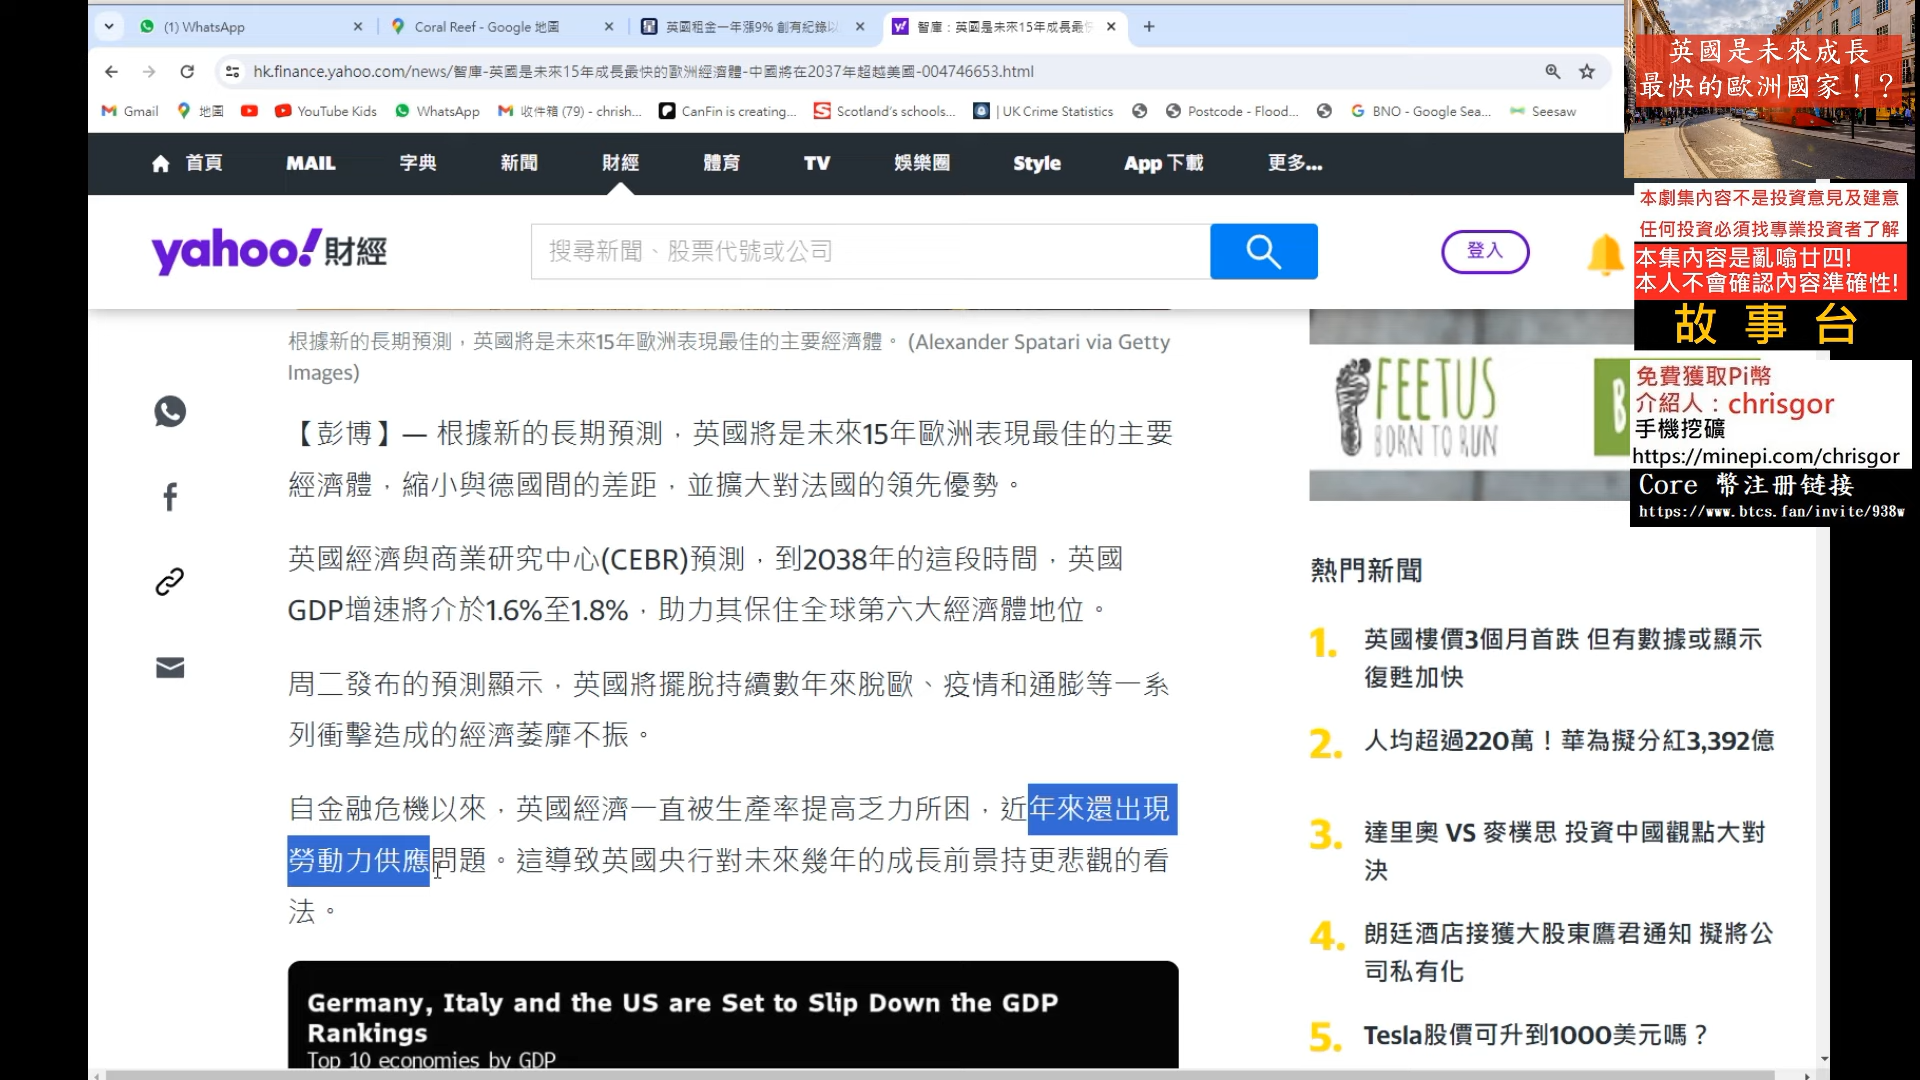 (1) WhatsApp
Coral Reef - Google 地圖
英國租金一年漲9% 創有紀錄以
智庫：英國是未來15年成長最快
hk.finance.yahoo.com/news/智庫-英國是未來15年成長最快的歐洲經濟體-中國將在2037年超越美國-004746653.html
Gmail
地圖
YouTube Kids
WhatsApp
收件箱 (79) - chrish...
CanFin is creating...
Scotland's schools...
| UK Crime Statistics
Postcode - Flood...
BNO - Google Sea...
Seesaw
首頁
MAIL
字典
新聞
財經
體育
TV
娛樂圈
Style
App 下載
更多...
yahoo!財經
搜尋新聞、股票代號或公司
登入
根據新的長期預測，英國將是未來15年歐洲表現最佳的主要經濟體。 (Alexander Spatari via Getty
Images)
【彭博】— 根據新的長期預測，英國將是未來15年歐洲表現最佳的主要
經濟體，縮小與德國間的差距，並擴大對法國的領先優勢。
英國經濟與商業研究中心(CEBR)預測，到2038年的這段時間，英國
GDP增速將介於1.6%至1.8%，助力其保住全球第六大經濟體地位。
周二發布的預測顯示，英國將擺脫持續數年來脫歐、疫情和通膨等一系
列衝擊造成的經濟萎靡不振。
自金融危機以來，英國經濟一直被生產率提高乏力所困，近年來還出現
勞動力供應問題。這導致英國央行對未來幾年的成長前景持更悲觀的看
法。
Germany, Italy and the US are Set to Slip Down the GDP
Rankings
Top 10 economies by GDP
英國是未來成長
最快的歐洲國家！？
本劇集內容不是投資意見及建意
任何投資必須找專業投資者了解
本集內容是亂噏廿四!
本人不會確認內容準確性!
故 事 台
免費獲取Pi幣
介紹人：chrisgor
手機挖礦
https://minepi.com/chrisgor
Core 幣注册链接
https://www.btcs.fan/invite/938w
FEETUS
BORN TO RUN
B
熱門新聞
1. 英國樓價3個月首跌 但有數據或顯示
復甦加快
2. 人均超過220萬！華為擬分紅3,392億
3. 達里奧 VS 麥樸思 投資中國觀點大對
決
4. 朗廷酒店接獲大股東鷹君通知 擬將公
司私有化
5. Tesla股價可升到1000美元嗎？